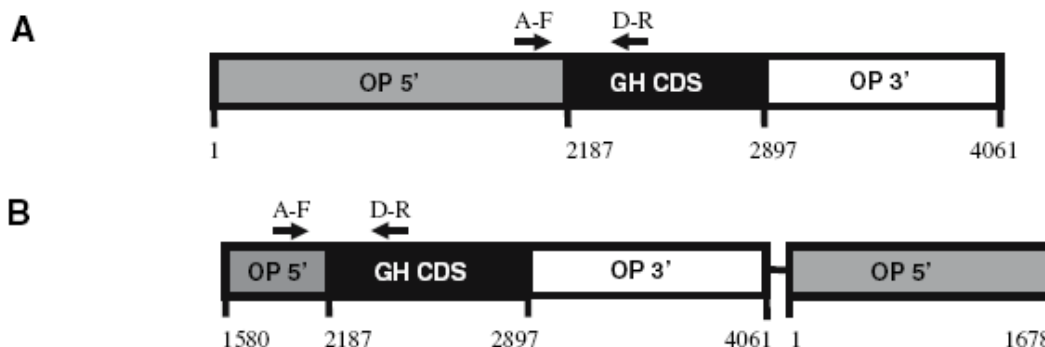 A
A-F D-R
OP 5' GH CDS OP 3'
1 2187 2897 4061
B
A-F D-R
OP 5' GH CDS OP 3' OP 5'
1580 2187 2897 4061 1 1678